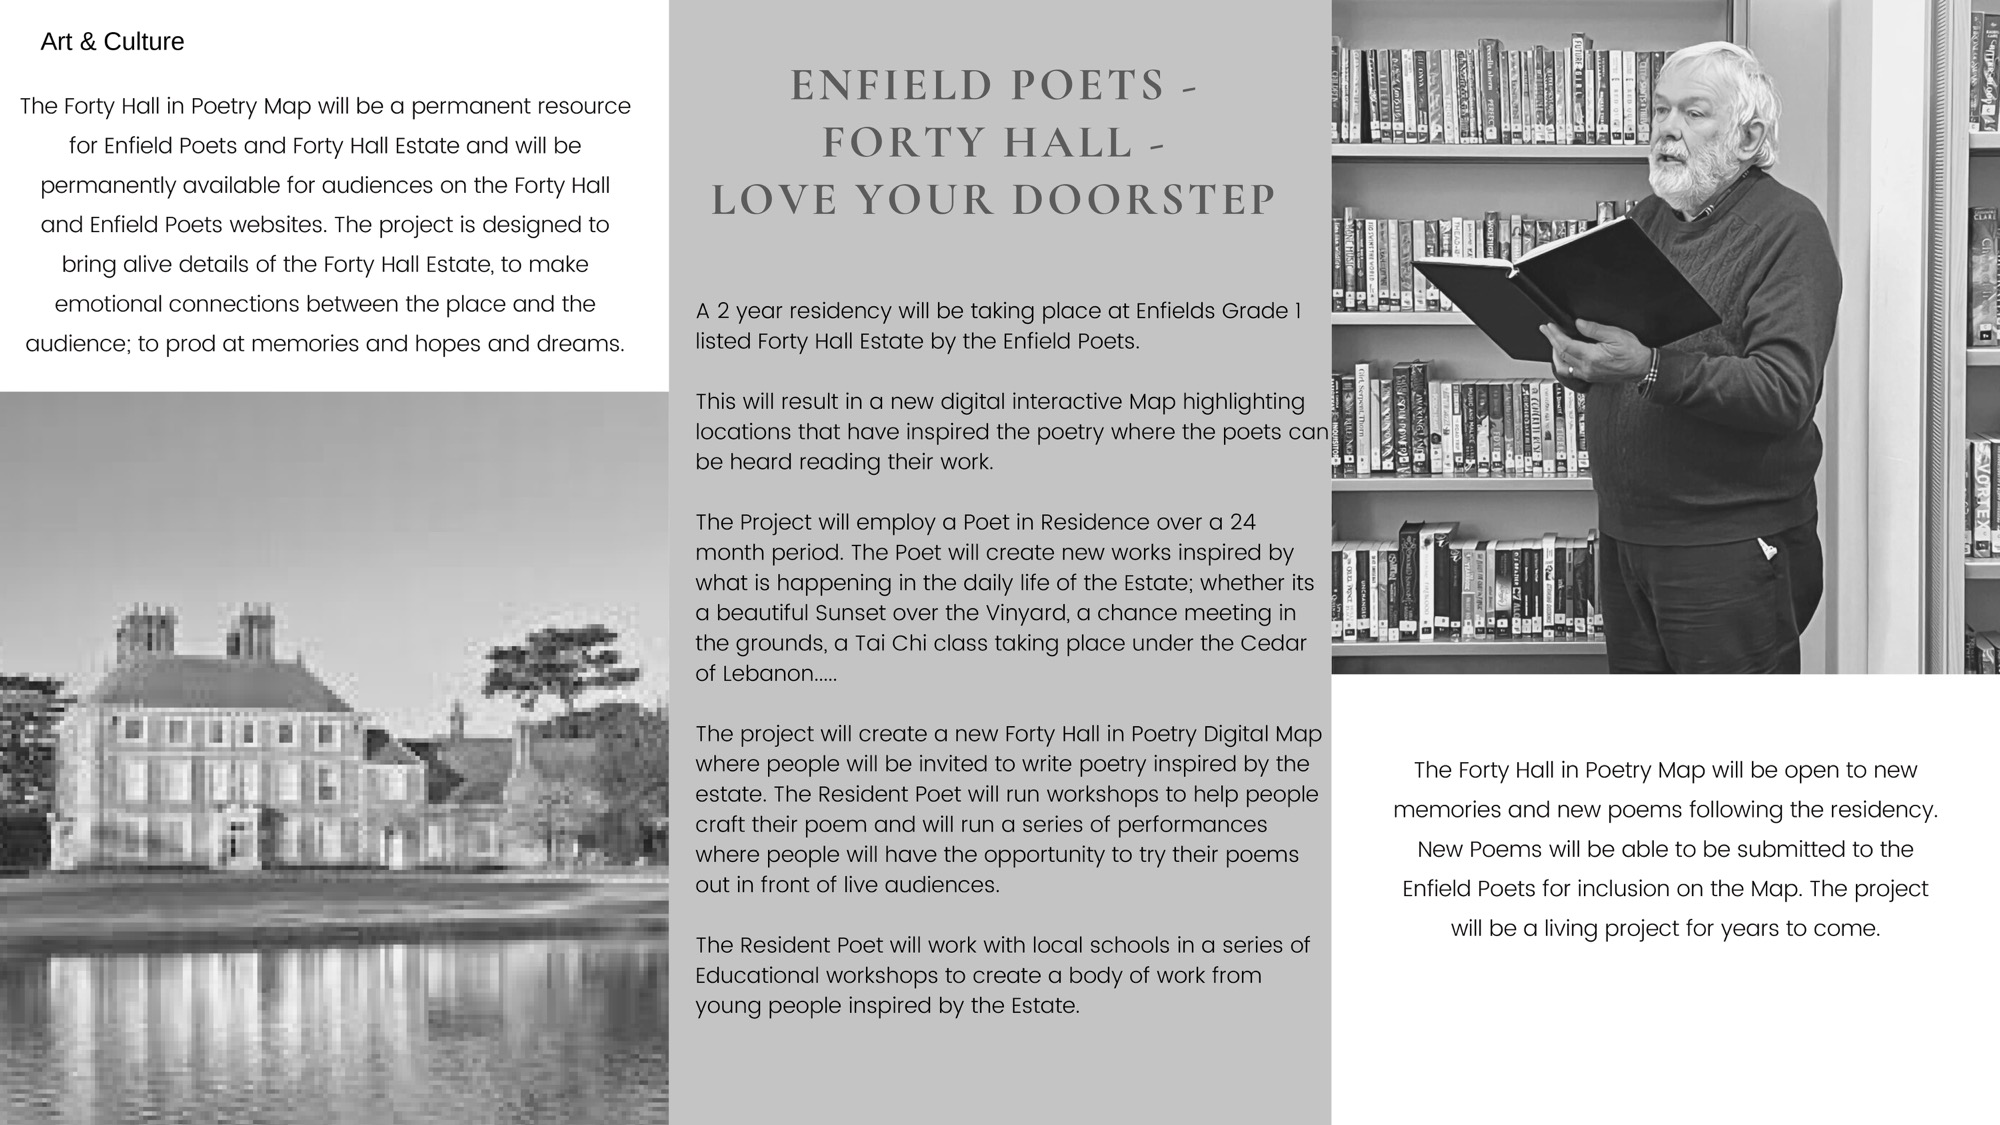 Art & Culture
The Forty Hall in Poetry Map will be a permanent resource
for Enfield Poets and Forty Hall Estate and will be
permanently available for audiences on the Forty Hall
and Enfield Poets websites. The project is designed to
bring alive details of the Forty Hall Estate, to make
emotional connections between the place and the
audience; to prod at memories and hopes and dreams.
ENFIELD POETS -
FORTY HALL -
LOVE YOUR DOORSTEP
A 2 year residency will be taking place at Enfields Grade 1
listed Forty Hall Estate by the Enfield Poets.
This will result in a new digital interactive Map highlighting
locations that have inspired the poetry where the poets can
be heard reading their work.
The Project will employ a Poet in Residence over a 24
month period. The Poet will create new works inspired by
what is happening in the daily life of the Estate; whether its
a beautiful Sunset over the Vinyard, a chance meeting in
the grounds, a Tai Chi class taking place under the Cedar
of Lebanon.....
The project will create a new Forty Hall in Poetry Digital Map
where people will be invited to write poetry inspired by the
estate. The Resident Poet will run workshops to help people
craft their poem and will run a series of performances
where people will have the opportunity to try their poems
out in front of live audiences.
The Resident Poet will work with local schools in a series of
Educational workshops to create a body of work from
young people inspired by the Estate.
VORTEX
The Forty Hall in Poetry Map will be open to new
memories and new poems following the residency.
New Poems will be able to be submitted to the
Enfield Poets for inclusion on the Map. The project
will be a living project for years to come.